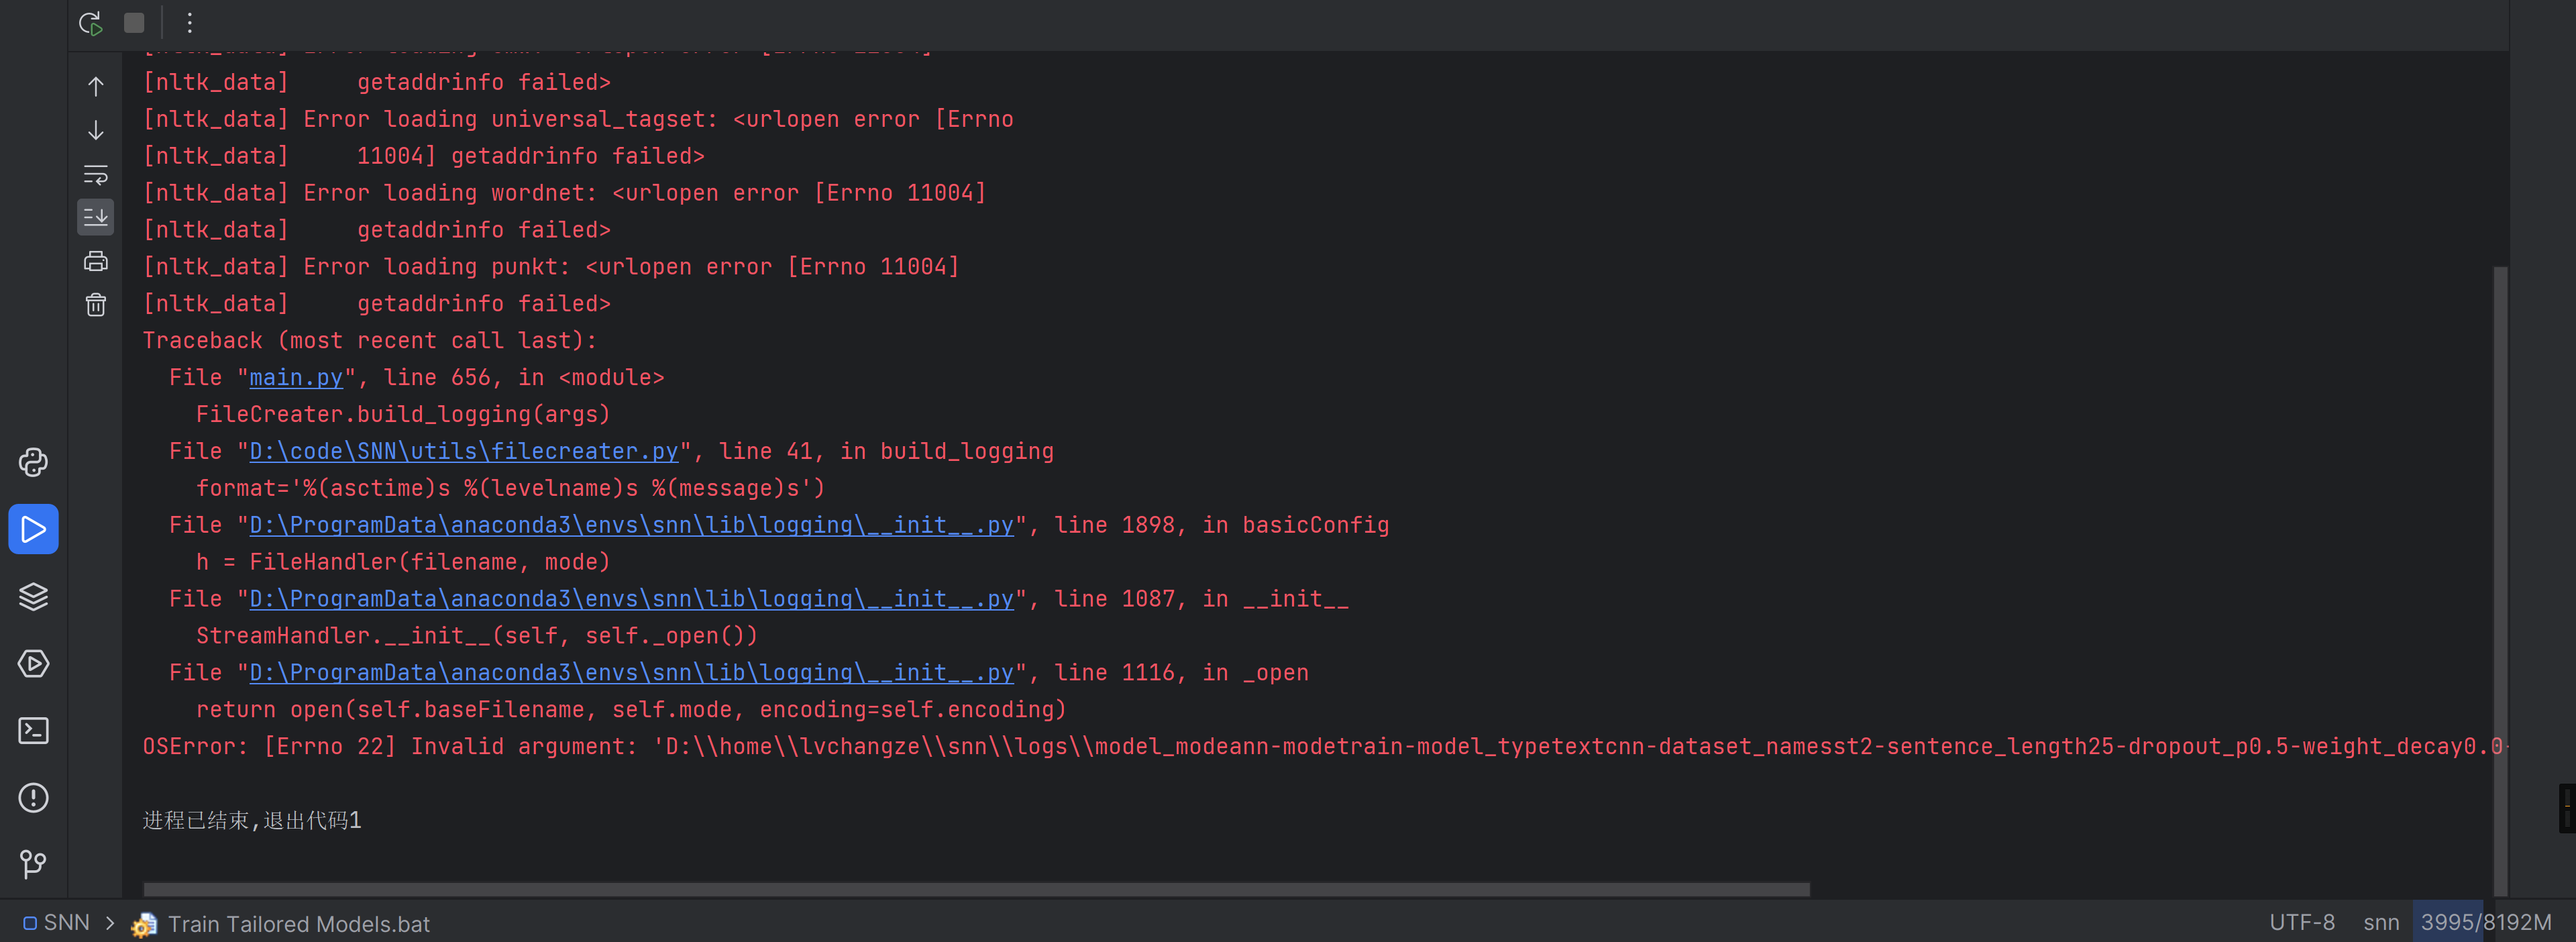 [nltk_data]     getaddrinfo failed>
[nltk_data] Error loading universal_tagset: <urlopen error [Errno
[nltk_data]     11004] getaddrinfo failed>
[nltk_data] Error loading wordnet: <urlopen error [Errno 11004]
[nltk_data]     getaddrinfo failed>
[nltk_data] Error loading punkt: <urlopen error [Errno 11004]
[nltk_data]     getaddrinfo failed>
Traceback (most recent call last):
  File "main.py", line 656, in <module>
    FileCreater.build_logging(args)
  File "D:\code\SNN\utils\filecreater.py", line 41, in build_logging
    format='%(asctime)s %(levelname)s %(message)s')
  File "D:\ProgramData\anaconda3\envs\snn\lib\logging\__init__.py", line 1898, in basicConfig
    h = FileHandler(filename, mode)
  File "D:\ProgramData\anaconda3\envs\snn\lib\logging\__init__.py", line 1087, in __init__
    StreamHandler.__init__(self, self._open())
  File "D:\ProgramData\anaconda3\envs\snn\lib\logging\__init__.py", line 1116, in _open
    return open(self.baseFilename, self.mode, encoding=self.encoding)
OSError: [Errno 22] Invalid argument: 'D:\\home\\lvchangze\\snn\\logs\\model_modeann-modetrain-model_typetextcnn-dataset_namesst2-sentence_length25-dropout_p0.5-weight_decay0.0-
进程已结束,退出代码1
SNN > Train Tailored Models.bat
UTF-8 snn 3995/8192M